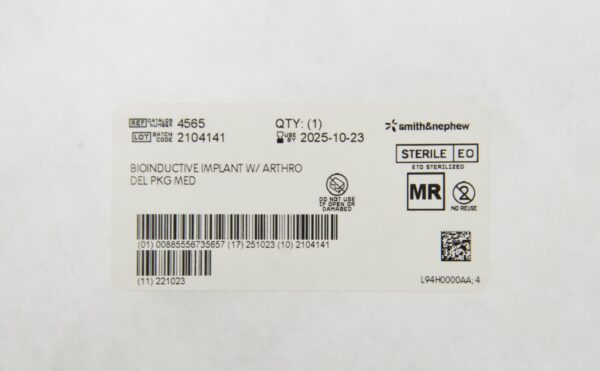 REF CATALOG NUMBER 4565 QTY: (1)
LOT BATCH CODE 2104141 USE BY 2025-10-23
smith&nephew
STERILE EO
ETO STERILIZED
BIOINDUCTIVE IMPLANT W/ ARTHRO
DEL PKG MED
DO NOT USE
IF OPEN OR
DAMAGED
MR
2
NO REUSE
(01) 00885556735657 (17) 251023 (10) 2104141
(11) 221023
L94H0000AA; 4